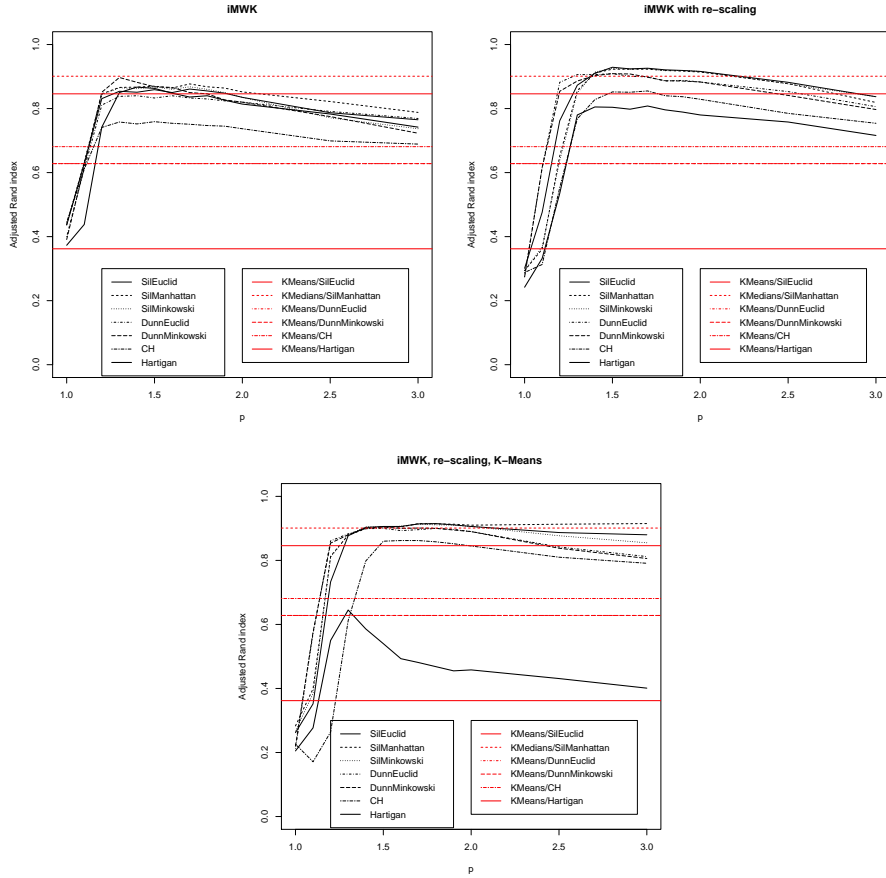 iMWK
Adjusted Rand index
0.0
0.2
0.4
0.6
0.8
1.0
SilEuclid
SilManhattan
SilMinkowski
DunnEuclid
DunnMinkowski
CH
Hartigan
KMeans/SilEuclid
KMedians/SilManhattan
KMeans/DunnEuclid
KMeans/DunnMinkowski
KMeans/CH
KMeans/Hartigan
1.0 1.5 2.0 2.5 3.0
p
iMWK with re−scaling
Adjusted Rand index
0.0
0.2
0.4
0.6
0.8
1.0
SilEuclid
SilManhattan
SilMinkowski
DunnEuclid
DunnMinkowski
CH
Hartigan
KMeans/SilEuclid
KMedians/SilManhattan
KMeans/DunnEuclid
KMeans/DunnMinkowski
KMeans/CH
KMeans/Hartigan
1.0 1.5 2.0 2.5 3.0
p
iMWK, re−scaling, K−Means
Adjusted Rand index
0.0
0.2
0.4
0.6
0.8
1.0
SilEuclid
SilManhattan
SilMinkowski
DunnEuclid
DunnMinkowski
CH
Hartigan
KMeans/SilEuclid
KMedians/SilManhattan
KMeans/DunnEuclid
KMeans/DunnMinkowski
KMeans/CH
KMeans/Hartigan
1.0 1.5 2.0 2.5 3.0
p